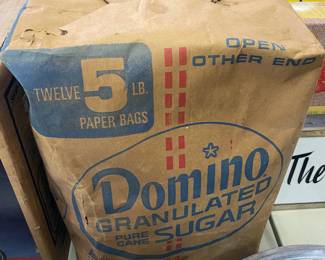 OPEN
OTHER END
TWELVE 5 LB.
PAPER BAGS
Domino
GRANULATED
PURE CANE SUGAR
The